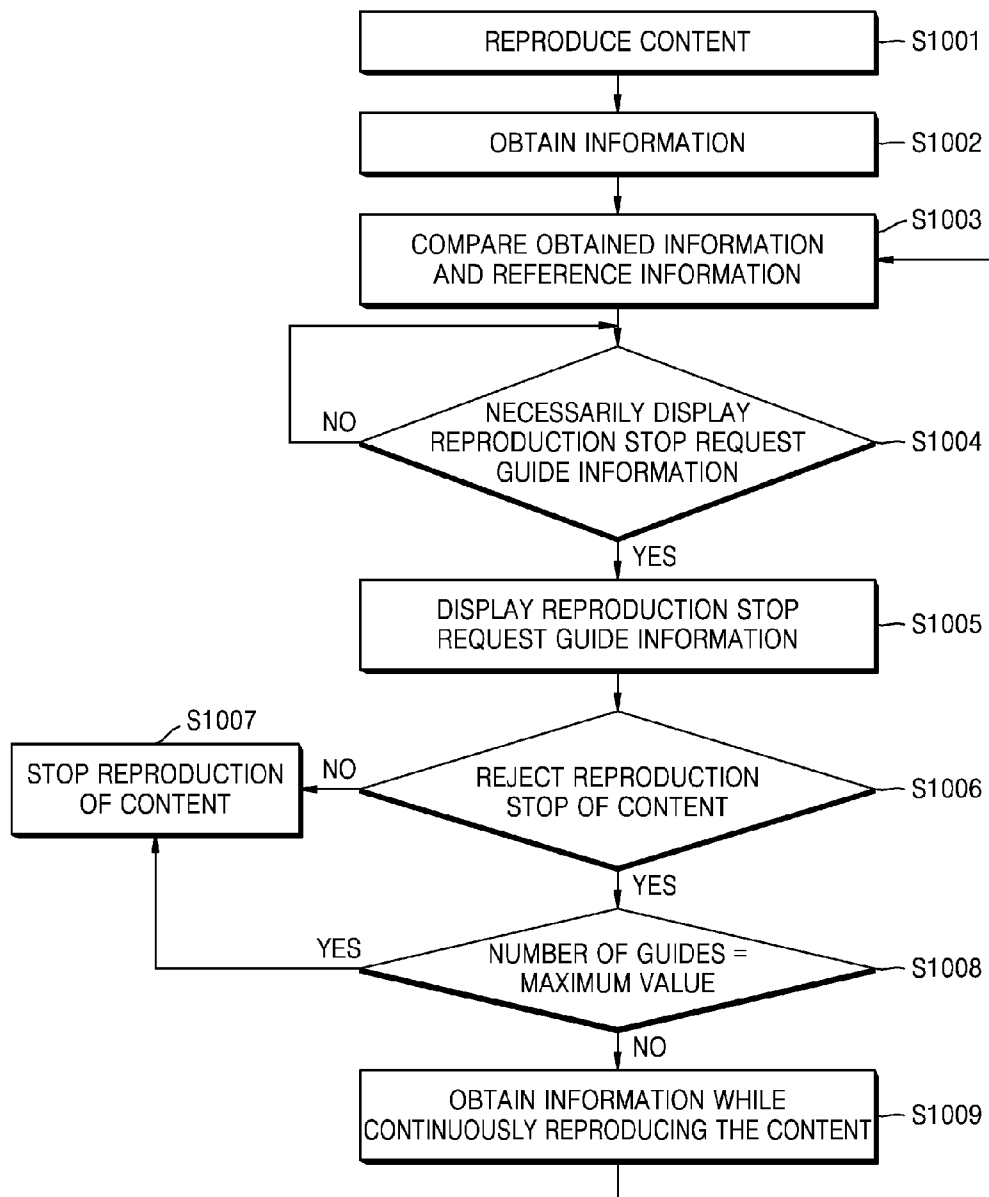 REPRODUCE CONTENT
S1001
OBTAIN INFORMATION
S1002
COMPARE OBTAINED INFORMATION
AND REFERENCE INFORMATION
S1003
NO
NECESSARILY DISPLAY
REPRODUCTION STOP REQUEST
GUIDE INFORMATION
S1004
YES
DISPLAY REPRODUCTION STOP
REQUEST GUIDE INFORMATION
S1005
S1007
STOP REPRODUCTION
OF CONTENT
NO
REJECT REPRODUCTION
STOP OF CONTENT
S1006
YES
YES
NUMBER OF GUIDES =
MAXIMUM VALUE
S1008
NO
OBTAIN INFORMATION WHILE
CONTINUOUSLY REPRODUCING THE CONTENT
S1009